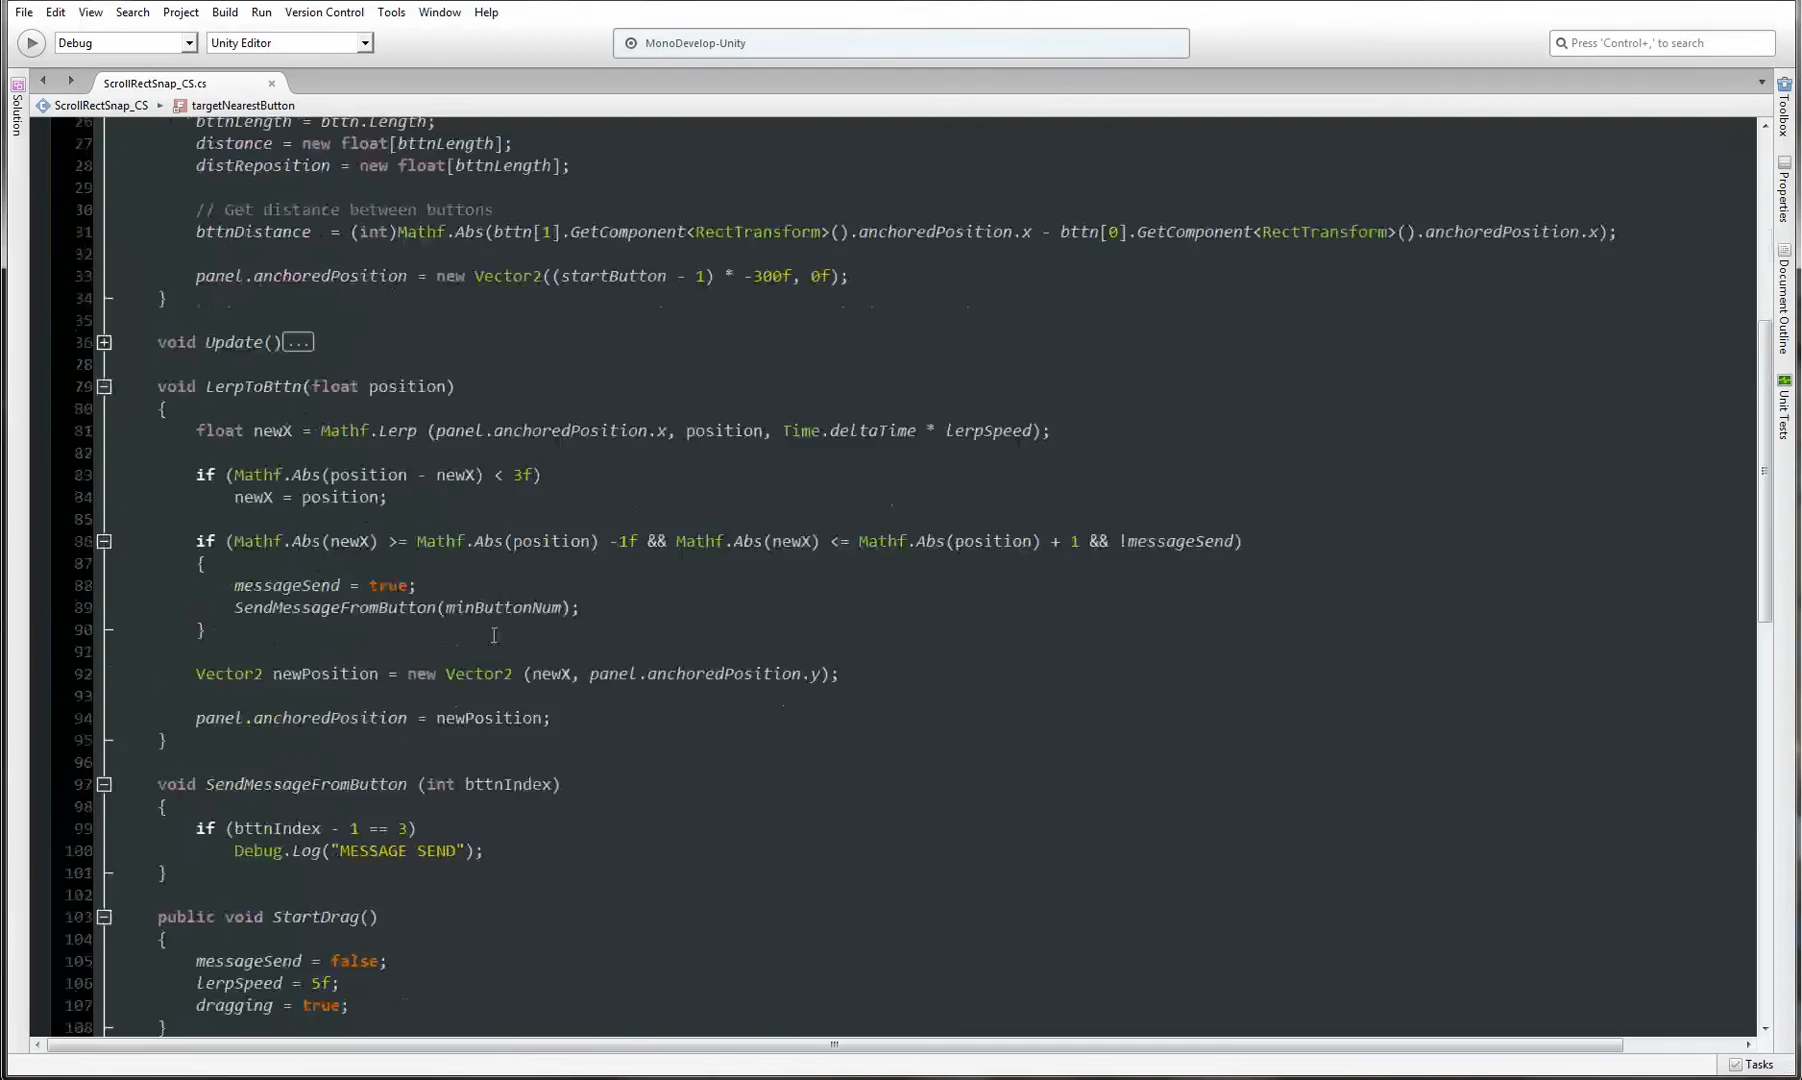 File Edit View Search Project Build Run Version Control Tools Window Help
Debug Unity Editor MonoDevelop-Unity Press 'Control+,' to search
ScrollRectSnap_CS.cs
ScrollRectSnap_CS targetNearestButton
Solution
Toolbox
Properties
Document Outline
Unit Tests
26 bttnLength = bttn.Length;
27 distance = new float[bttnLength];
28 distReposition = new float[bttnLength];
29
30 // Get distance between buttons
31 bttnDistance = (int)Mathf.Abs(bttn[1].GetComponent<RectTransform>().anchoredPosition.x - bttn[0].GetComponent<RectTransform>().anchoredPosition.x);
32
33 panel.anchoredPosition = new Vector2((startButton - 1) * -300f, 0f);
34 }
35
36 void Update()...
28
79 void LerpToBttn(float position)
80 {
81 float newX = Mathf.Lerp (panel.anchoredPosition.x, position, Time.deltaTime * lerpSpeed);
82
83 if (Mathf.Abs(position - newX) < 3f)
84 newX = position;
85
86 if (Mathf.Abs(newX) >= Mathf.Abs(position) -1f && Mathf.Abs(newX) <= Mathf.Abs(position) + 1 && !messageSend)
87 {
88 messageSend = true;
89 SendMessageFromButton(minButtonNum);
90 }
91
92 Vector2 newPosition = new Vector2 (newX, panel.anchoredPosition.y);
93
94 panel.anchoredPosition = newPosition;
95 }
96
97 void SendMessageFromButton (int bttnIndex)
98 {
99 if (bttnIndex - 1 == 3)
100 Debug.Log("MESSAGE SEND");
101 }
102
103 public void StartDrag()
104 {
105 messageSend = false;
106 lerpSpeed = 5f;
107 dragging = true;
108 }
Tasks